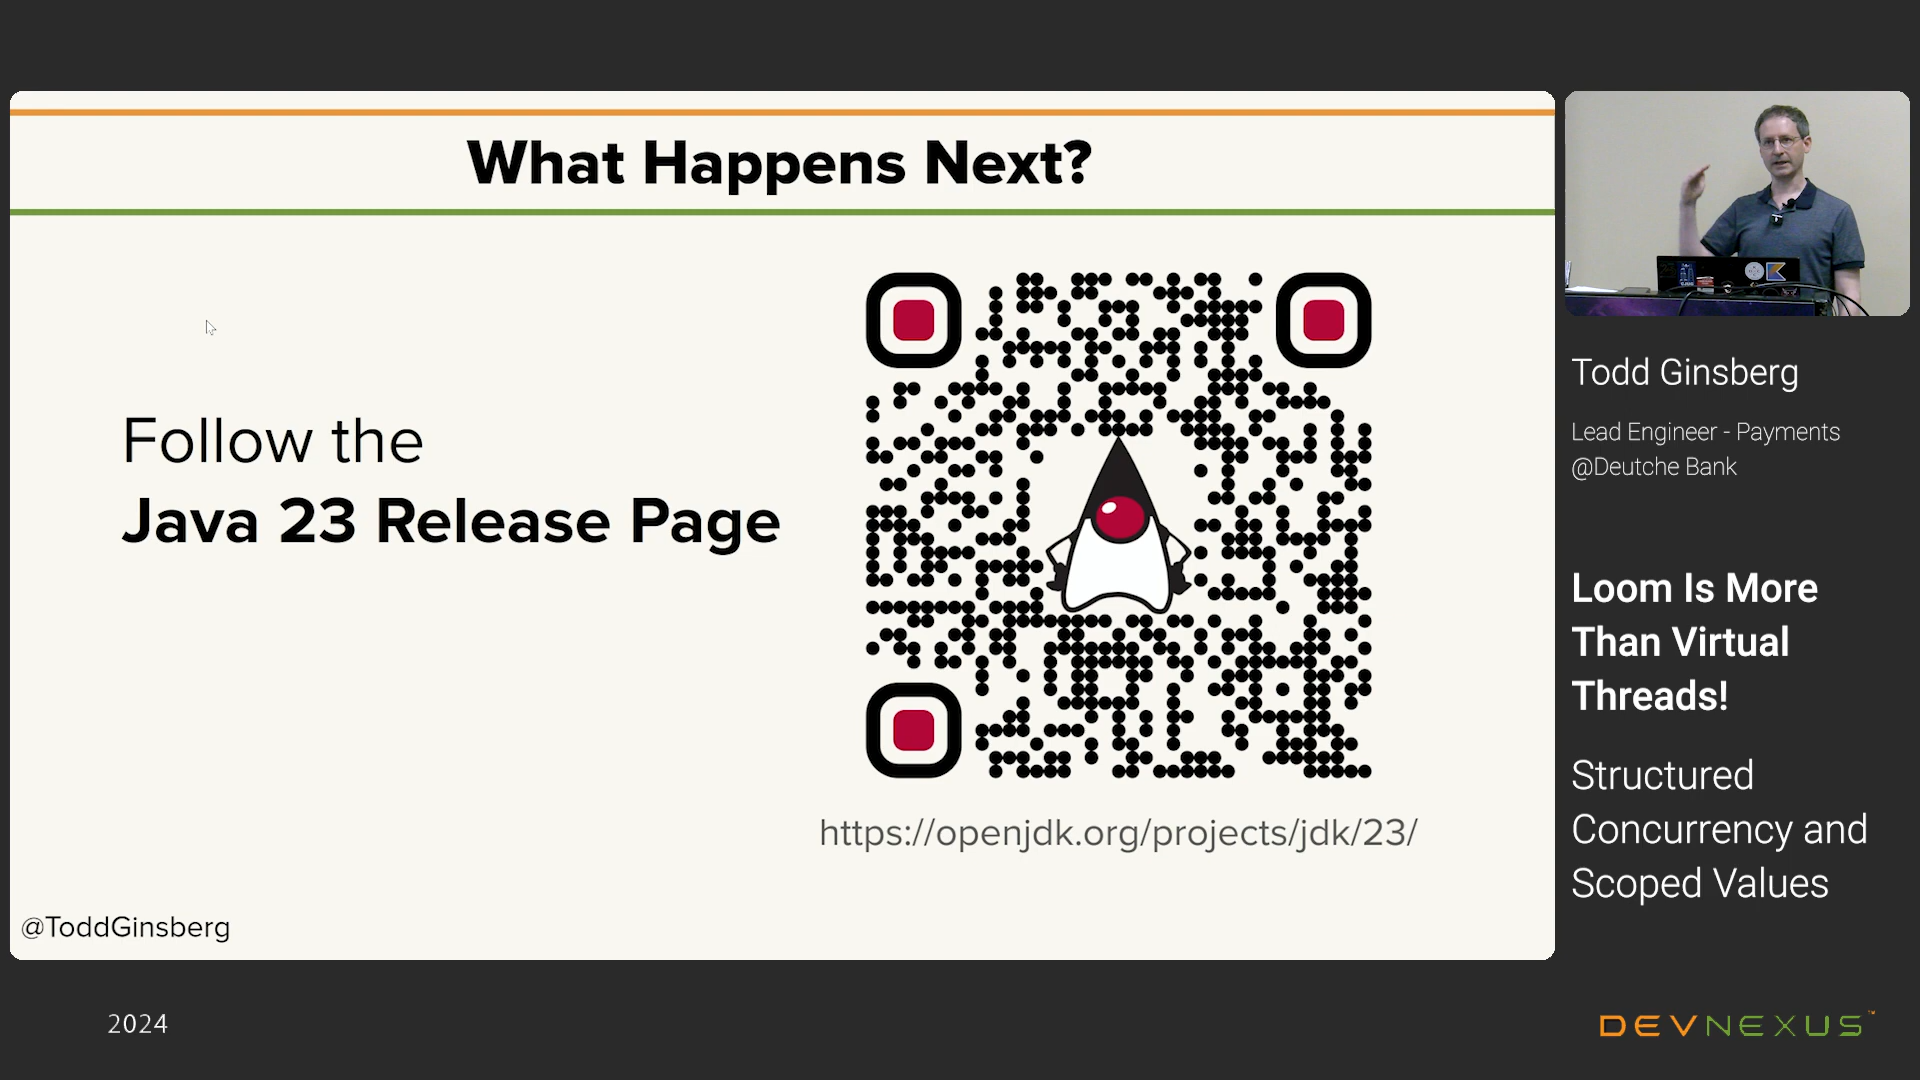 What Happens Next?
Follow the
Java 23 Release Page
https://openjdk.org/projects/jdk/23/
@ToddGinsberg
Todd Ginsberg
Lead Engineer - Payments
@Deutche Bank
Loom Is More
Than Virtual
Threads!
Structured
Concurrency and
Scoped Values
2024
DEVNEXUS™